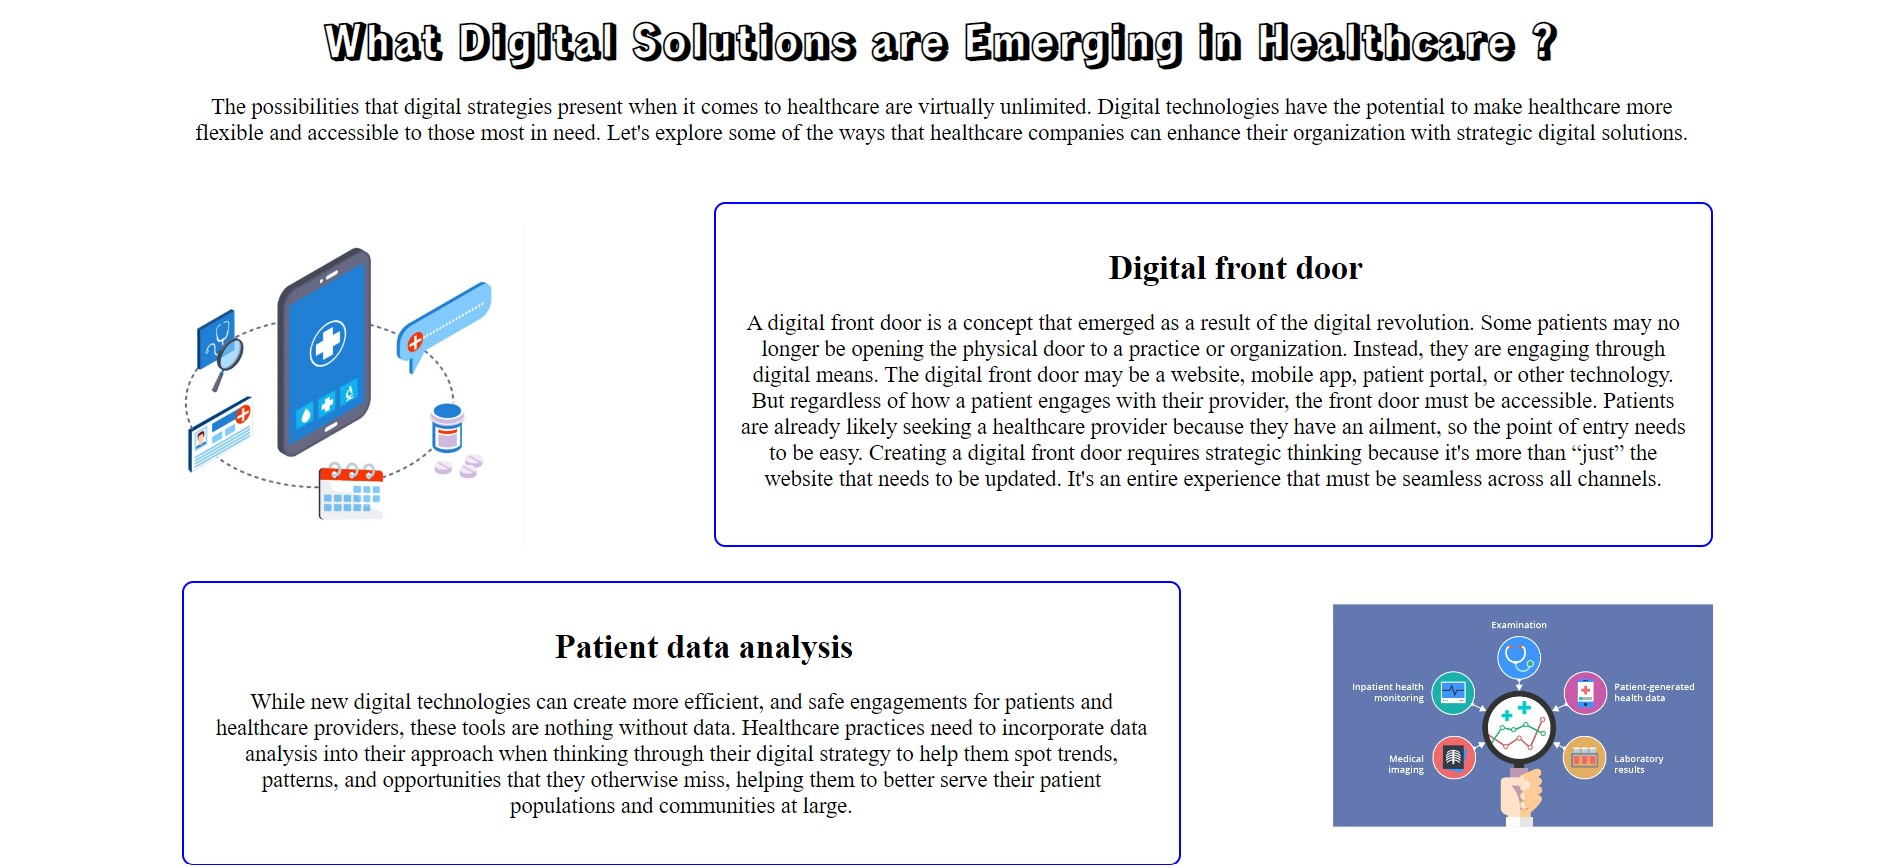 What Digital Solutions are Emerging in Healthcare ?
The possibilities that digital strategies present when it comes to healthcare are virtually unlimited. Digital technologies have the potential to make healthcare more
flexible and accessible to those most in need. Let's explore some of the ways that healthcare companies can enhance their organization with strategic digital solutions.
Digital front door
A digital front door is a concept that emerged as a result of the digital revolution. Some patients may no
longer be opening the physical door to a practice or organization. Instead, they are engaging through
digital means. The digital front door may be a website, mobile app, patient portal, or other technology.
But regardless of how a patient engages with their provider, the front door must be accessible. Patients
are already likely seeking a healthcare provider because they have an ailment, so the point of entry needs
to be easy. Creating a digital front door requires strategic thinking because it's more than “just” the
website that needs to be updated. It's an entire experience that must be seamless across all channels.
Patient data analysis
While new digital technologies can create more efficient, and safe engagements for patients and
healthcare providers, these tools are nothing without data. Healthcare practices need to incorporate data
analysis into their approach when thinking through their digital strategy to help them spot trends,
patterns, and opportunities that they otherwise miss, helping them to better serve their patient
populations and communities at large.
Examination
Inpatient health
monitoring
Patient-generated
health data
Medical
imaging
Laboratory
results